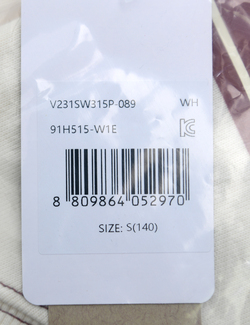 V231SW315P-089 WH
91H515-W1E
8 809864 052970
SIZE: S(140)